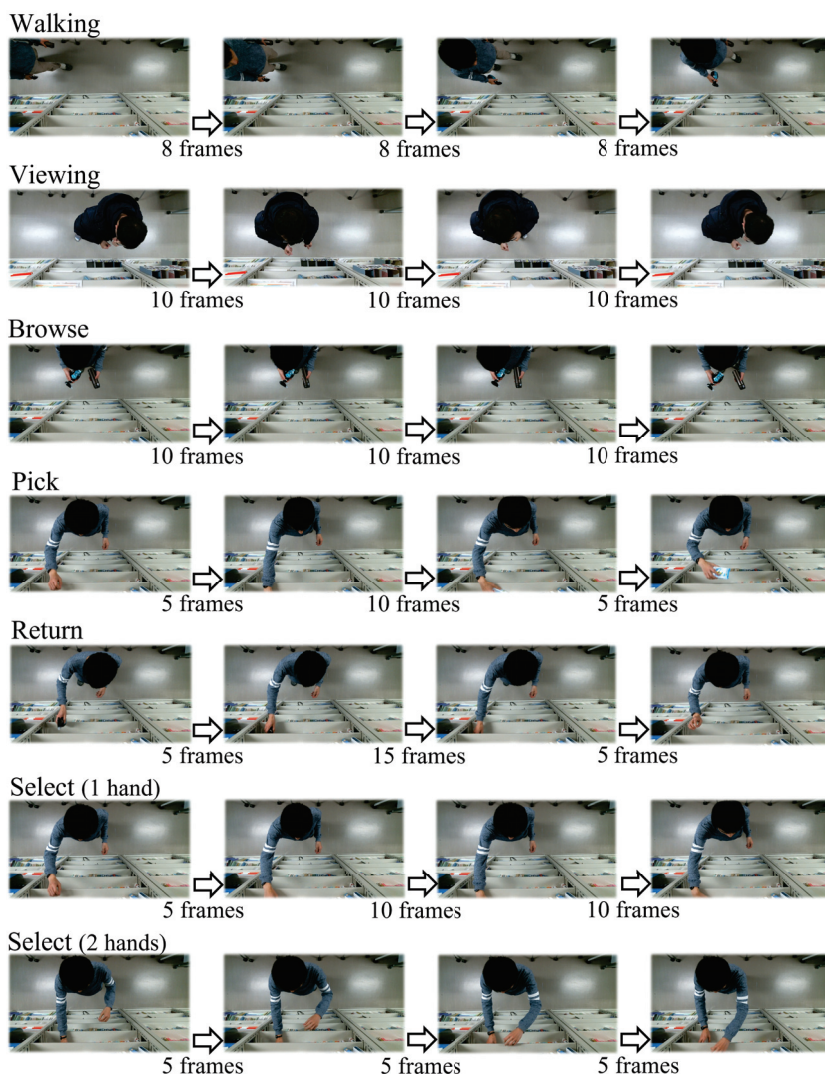 Walking
8 frames 8 frames 8 frames
Viewing
10 frames 10 frames 10 frames
Browse
10 frames 10 frames 10 frames
Pick
5 frames 10 frames 5 frames
Return
5 frames 15 frames 5 frames
Select (1 hand)
5 frames 10 frames 10 frames
Select (2 hands)
5 frames 5 frames 5 frames